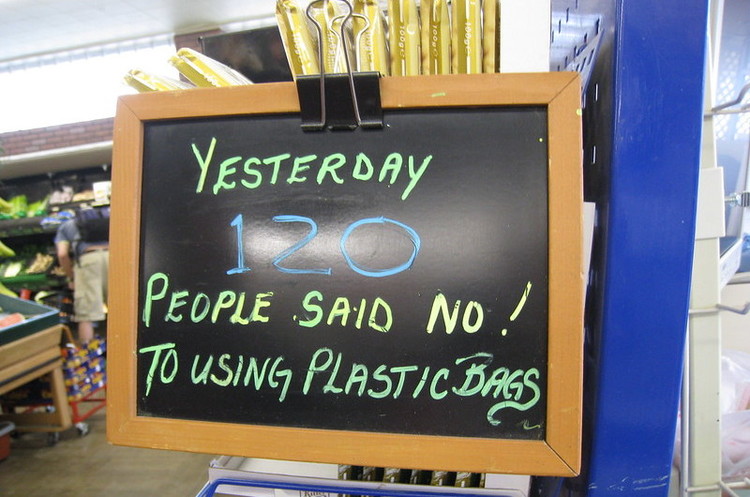 YESTERDAY
120
PEOPLE SAID NO!
TO USING PLASTIC BAGS